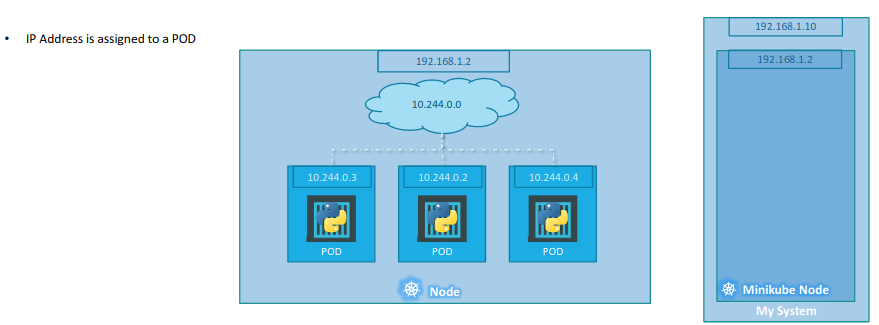 • IP Address is assigned to a POD
192.168.1.2
10.244.0.0
10.244.0.3
10.244.0.2
10.244.0.4
POD
POD
POD
Node
192.168.1.10
192.168.1.2
Minikube Node
My System